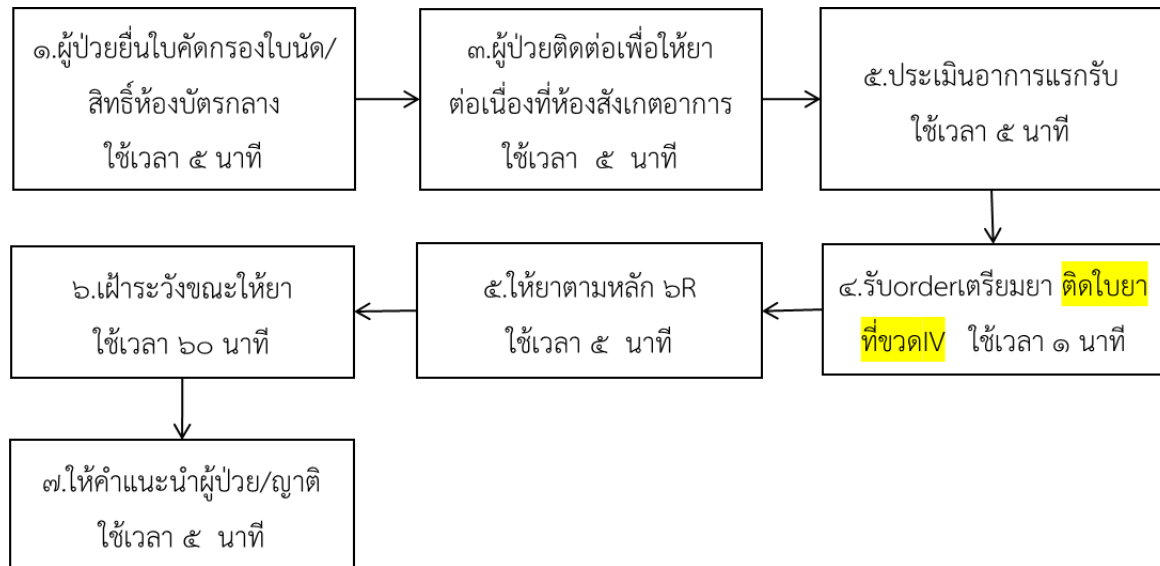 ๑.ผู้ป่วยยื่นใบคัดกรองใบนัด/
สิทธิ์ห้องบัตรกลาง
ใช้เวลา ๕ นาที
๓.ผู้ป่วยติดต่อเพื่อให้ยา
ต่อเนื่องที่ห้องสังเกตอาการ
ใช้เวลา ๕ นาที
๕.ประเมินอาการแรกรับ
ใช้เวลา ๕ นาที
๔.รับorderเตรียมยา ติดใบยา
ที่ขวดIV ใช้เวลา ๑ นาที
๕.ให้ยาตามหลัก ๖R
ใช้เวลา ๕ นาที
๖.เฝ้าระวังขณะให้ยา
ใช้เวลา ๖๐ นาที
๗.ให้คำแนะนำผู้ป่วย/ญาติ
ใช้เวลา ๕ นาที